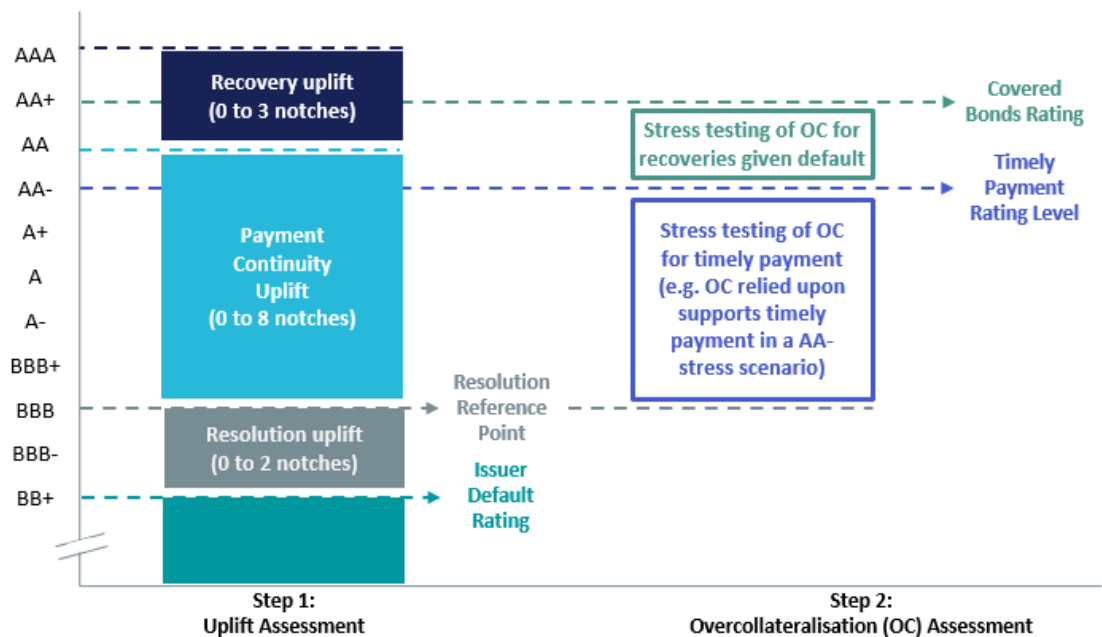 AAA
AA+
AA
AA-
A+
A
A-
BBB+
BBB
BBB-
BB+
Recovery uplift
(0 to 3 notches)
Payment
Continuity
Uplift
(0 to 8 notches)
Resolution uplift
(0 to 2 notches)
Resolution
Reference
Point
Issuer
Default
Rating
Stress testing of OC for
recoveries given default
Stress testing of OC
for timely payment
(e.g. OC relied upon
supports timely
payment in a AA-
stress scenario)
Covered
Bonds Rating
Timely
Payment
Rating Level
Step 1:
Uplift Assessment
Step 2:
Overcollateralisation (OC) Assessment